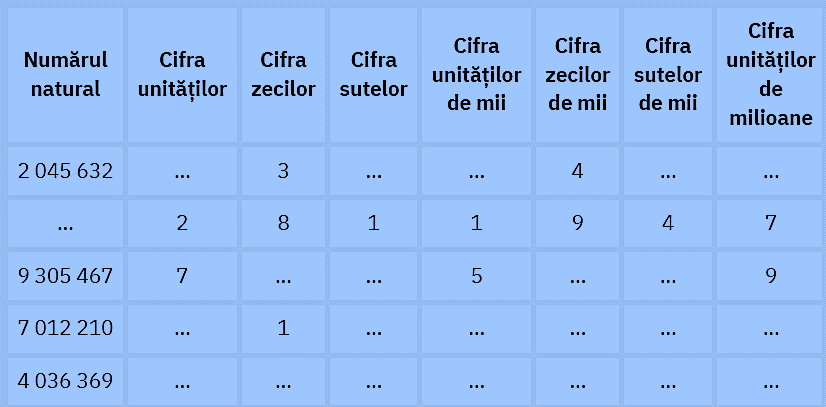 Numărul natural | Cifra unităților | Cifra zecilor | Cifra sutelor | Cifra unităților de mii | Cifra zecilor de mii | Cifra sutelor de mii | Cifra unităților de milioane
2 045 632 | ... | 3 | ... | ... | 4 | ... | ...
... | 2 | 8 | 1 | 1 | 9 | 4 | 7
9 305 467 | 7 | ... | ... | 5 | ... | ... | 9
7 012 210 | ... | 1 | ... | ... | ... | ... | ...
4 036 369 | ... | ... | ... | ... | ... | ... | ...